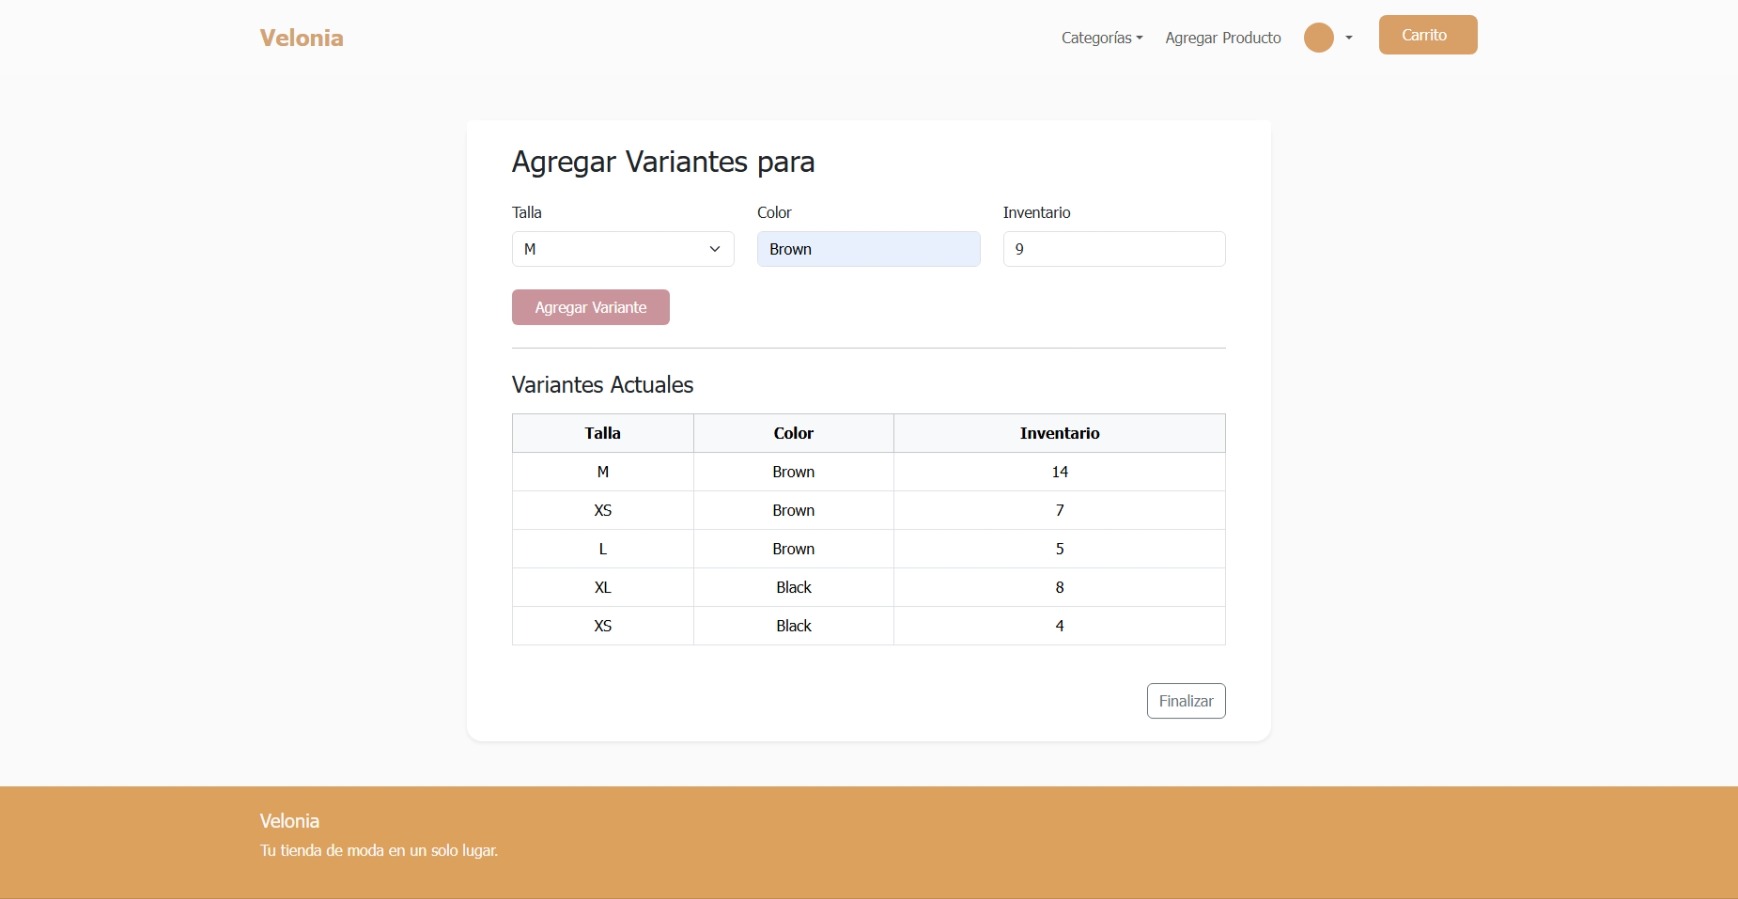 Velonia
Categorías Agregar Producto Carrito
Agregar Variantes para
Talla Color Inventario
M Brown 9
Agregar Variante
Variantes Actuales
Talla Color Inventario
M Brown 14
XS Brown 7
L Brown 5
XL Black 8
XS Black 4
Finalizar
Velonia
Tu tienda de moda en un solo lugar.